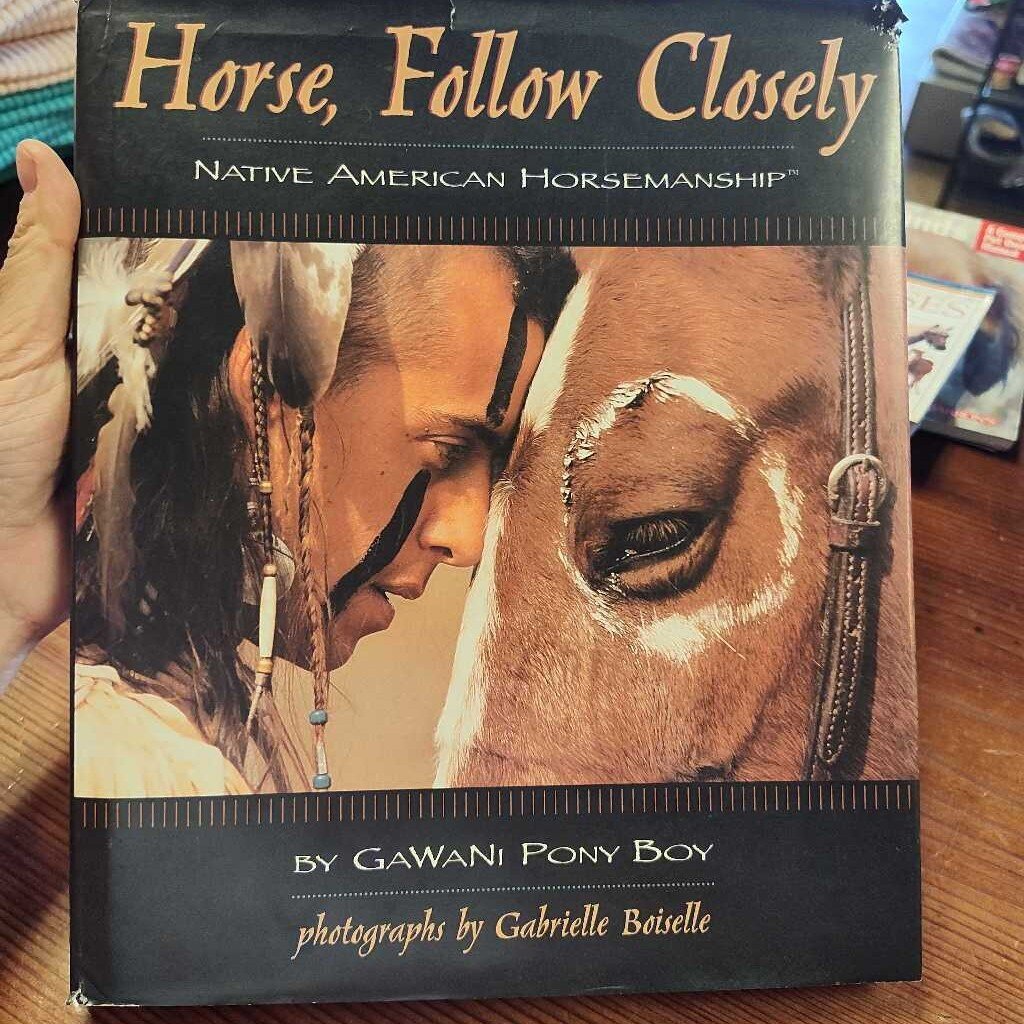 Horse, Follow Closely
NATIVE AMERICAN HORSEMANSHIP™
BY GAWANI PONY BOY
photographs by Gabrielle Boiselle